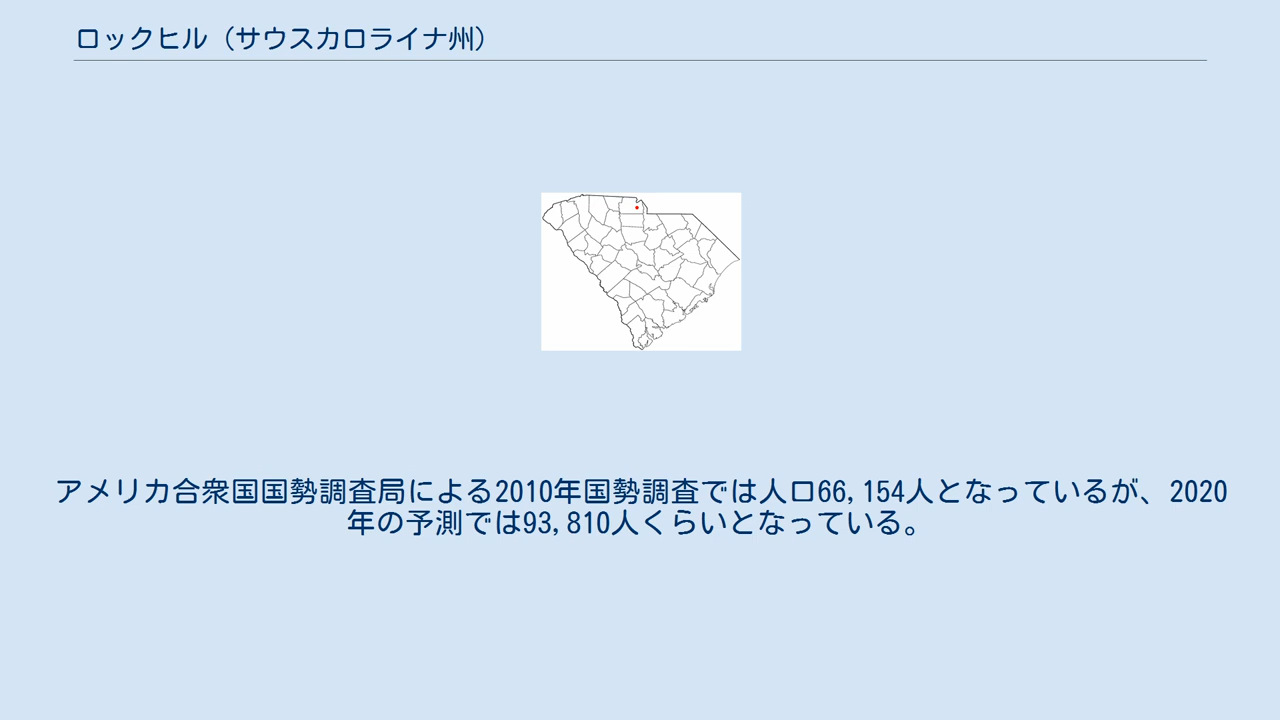 ロックヒル（サウスカロライナ州）
アメリカ合衆国国勢調査局による2010年国勢調査では人口66,154人となっているが、2020
年の予測では93,810人くらいとなっている。